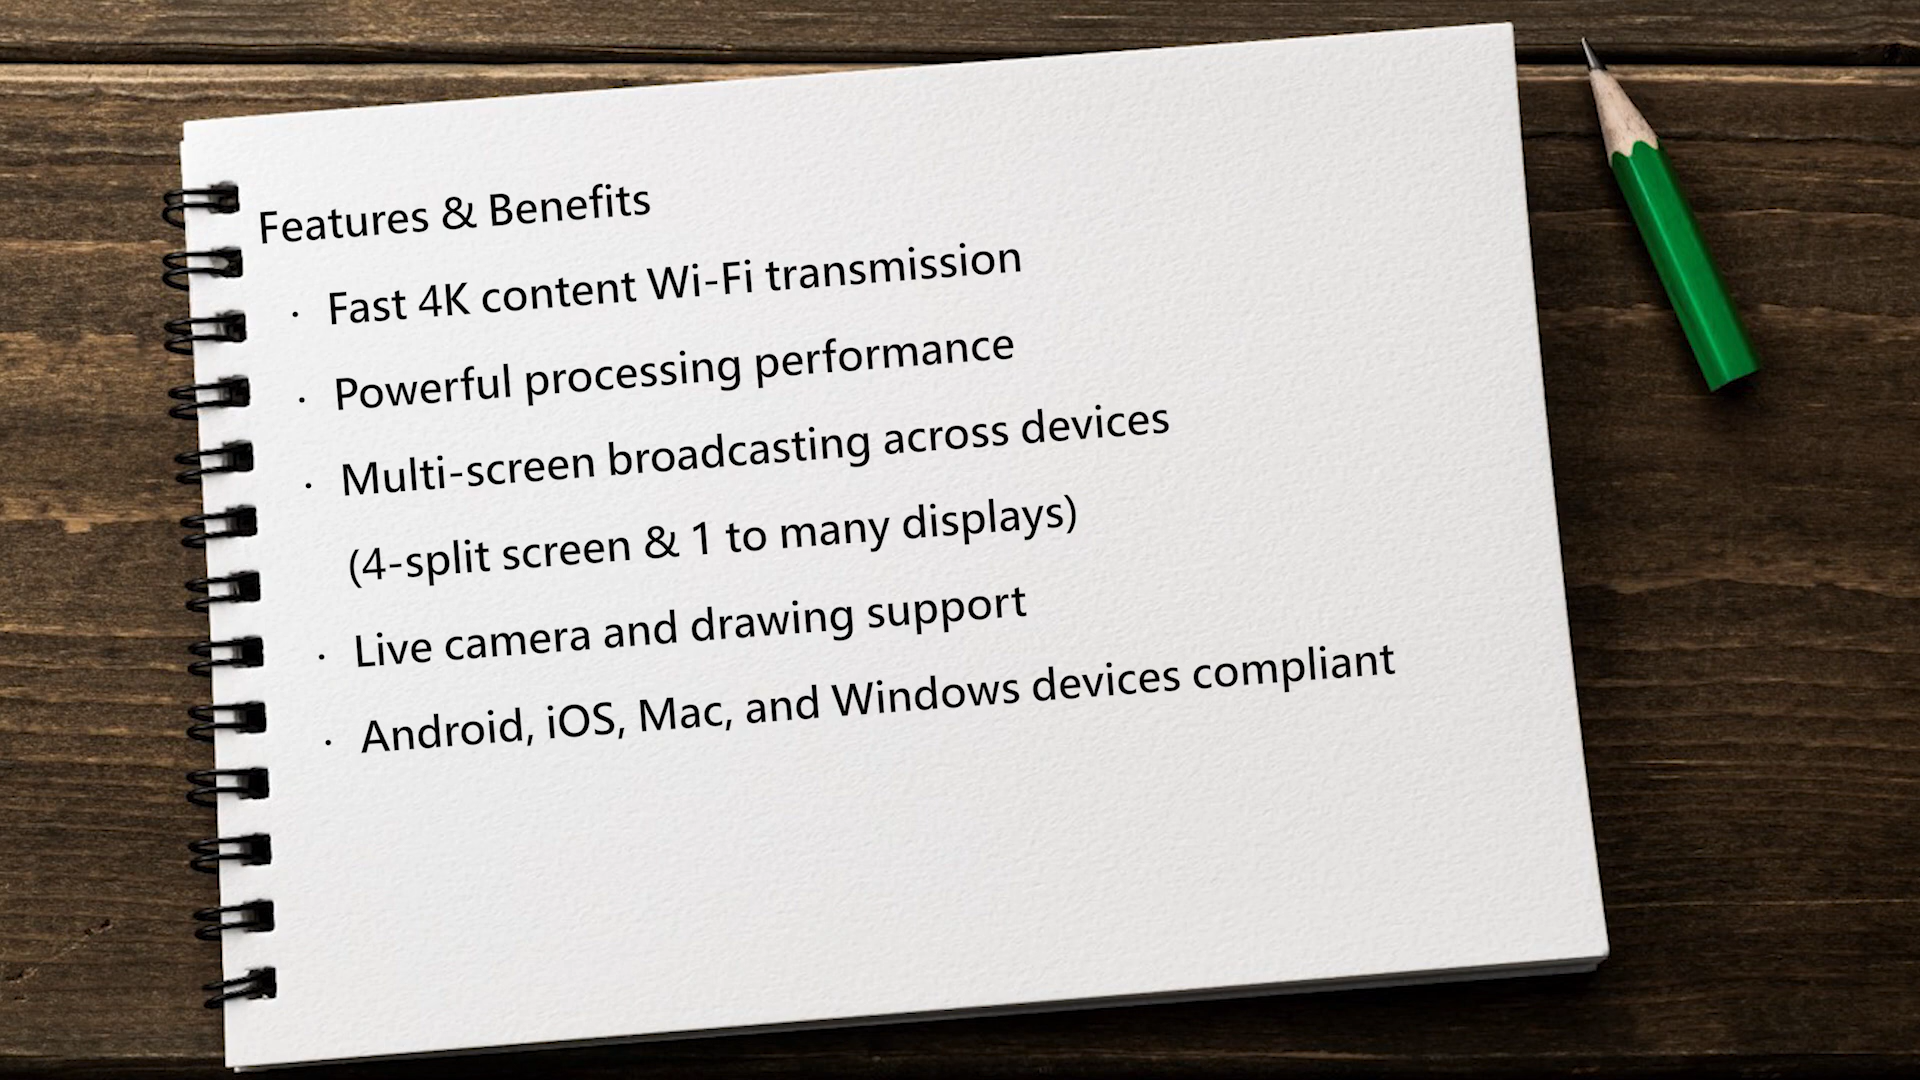 Features & Benefits
· Fast 4K content Wi-Fi transmission
· Powerful processing performance
· Multi-screen broadcasting across devices
(4-split screen & 1 to many displays)
· Live camera and drawing support
· Android, iOS, Mac, and Windows devices compliant